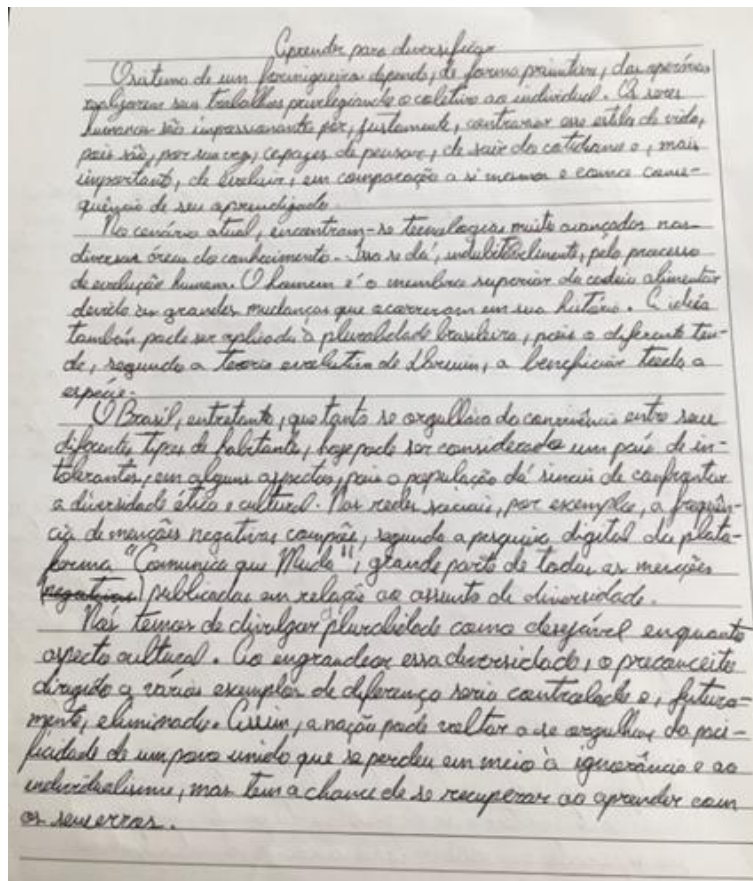 Aprender para diversificar
O sistema de um formigueiro depende, de forma primitiva, das operárias
realizarem seus trabalhos privilegiando o coletivo ao individual. Os seres
humanos são impressionantes por, justamente, contrariar esse estilo de vida,
pois são, por sua vez, capazes de pensar, de sair do cotidiano e, mais
importante, de evoluir, em comparação a si mesmos e como conse-
quência de seu aprendizado.
No cenário atual, encontram-se tecnologias muito avançadas nas
diversas áreas do conhecimento. Isso se dá, indubitavelmente, pelo processo
de evolução humana. O homem é o membro superior da cadeia alimentar
devido às grandes mudanças que ocorreram em sua história. A ideia
também pode ser aplicada à pluralidade brasileira, pois o diferente ten-
de, segundo a teoria evolutiva de Darwin, a beneficiar toda a
espécie.
O Brasil, entretanto, que tanto se orgulhava da convivência entre seus
diferentes tipos de habitante, hoje pode ser considerado um país de in-
tolerantes, em alguns aspectos, pois a população dá sinais de confrontar
a diversidade ética e cultural. Nas redes sociais, por exemplo, a frequên-
cia de menções negativas compõe, segundo a pesquisa digital da plata-
forma "Comunica que Muda", grande parte de todas as menções
(negativas) publicadas em relação ao assunto de diversidade.
Nós temos de divulgar pluralidade como desejável enquanto
aspecto cultural. Ao engrandecer essa diversidade, o preconceito
dirigido a vários exemplos de diferença seria controlado e, futura-
mente, eliminado. Assim, a nação pode voltar a se orgulhar da paci-
ficidade de um povo unido que se perdeu em meio à ignorância e ao
individualismo, mas tem a chance de se recuperar ao aprender com
os seus erros.